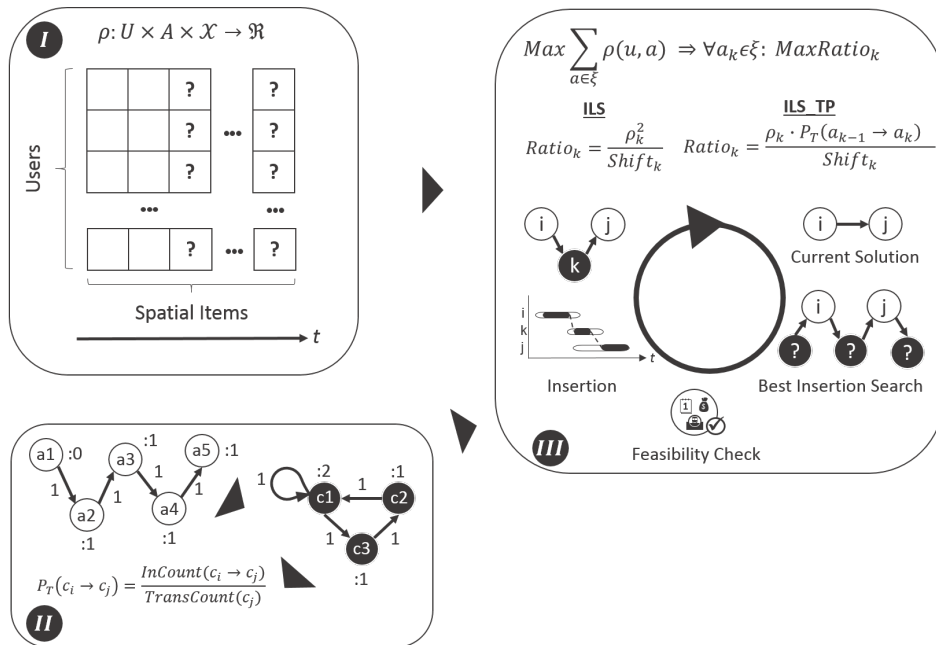 I
ρ: U × A × 𝒳 → ℜ
Users
? ?
? ... ?
? ?
... ...
? ... ?
Spatial Items
t
a1 :0
1
a2
:1
1
a3
:1
1
a4
:1
1
a5 :1
1
c1
:2
1
c2
:1
1
c3
1
:1
P_T(c_i → c_j) = InCount(c_i → c_j) / TransCount(c_j)
II
Max ∑_{a∈ξ} ρ(u, a) ⇒ ∀a_k ϵ ξ: MaxRatio_k
ILS
Ratio_k = ρ_k^2 / Shift_k
ILS_TP
Ratio_k = ρ_k · P_T(a_{k−1} → a_k) / Shift_k
i j
k
i j
Current Solution
i
k
j
t
Insertion
i j
? ? ?
Best Insertion Search
1 $
Feasibility Check
III